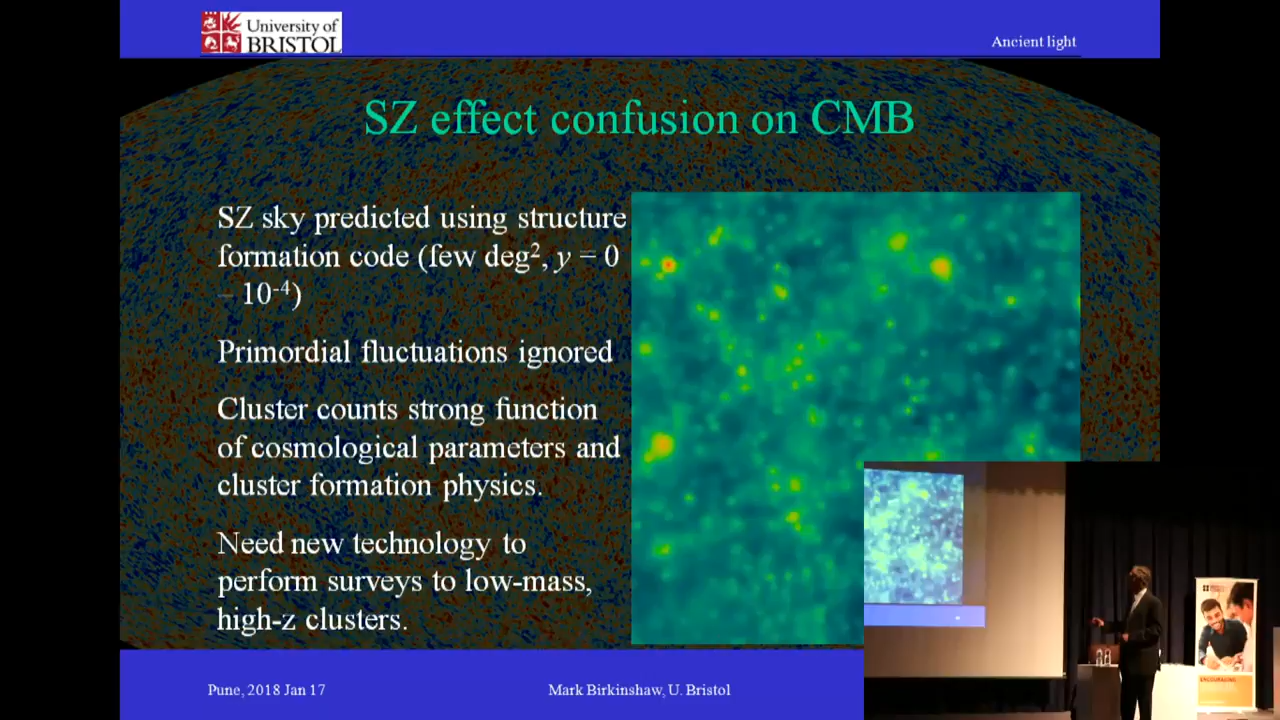 University of
BRISTOL
Ancient light
SZ effect confusion on CMB
SZ sky predicted using structure
formation code (few deg², y = 0
– 10⁻⁴)
Primordial fluctuations ignored
Cluster counts strong function
of cosmological parameters and
cluster formation physics.
Need new technology to
perform surveys to low-mass,
high-z clusters.
Pune, 2018 Jan 17
Mark Birkinshaw, U. Bristol
ENCOURAGING